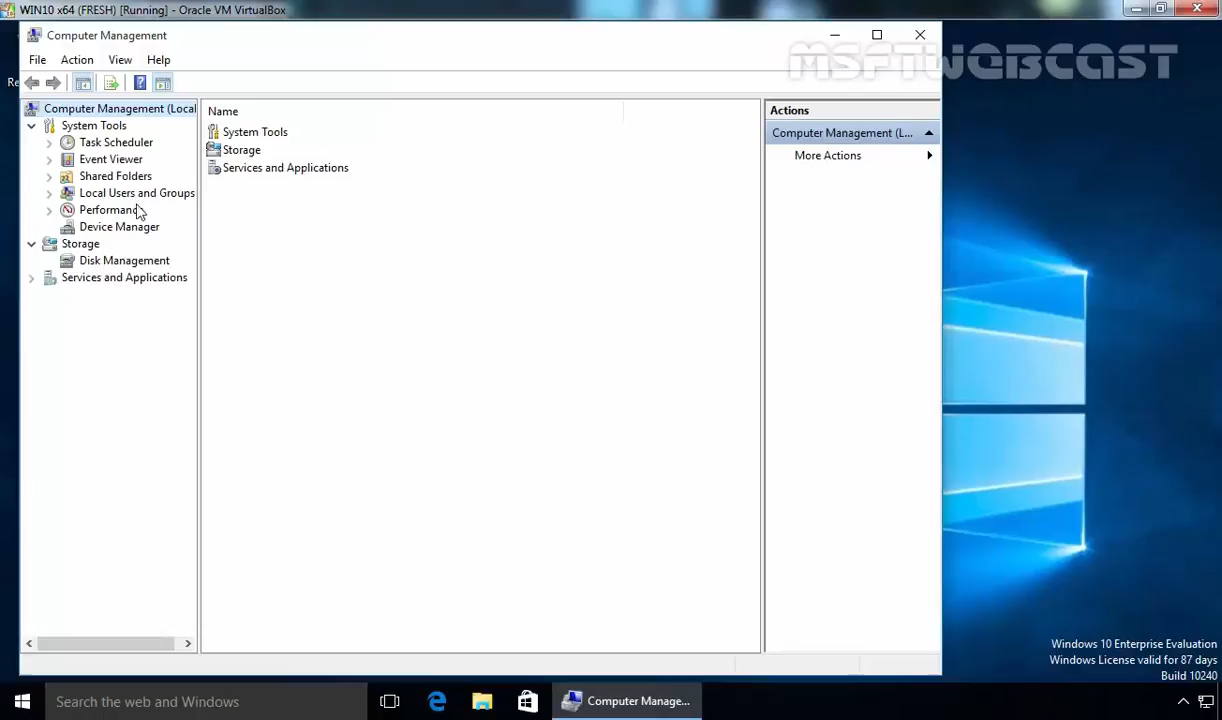 WIN10 x64 (FRESH) [Running] - Oracle VM VirtualBox
Computer Management
MSFTWEBCAST
File Action View Help
Re
Computer Management (Local
System Tools
Task Scheduler
Event Viewer
Shared Folders
Local Users and Groups
Performanc
Device Manager
Storage
Disk Management
Services and Applications
Name
System Tools
Storage
Services and Applications
Actions
Computer Management (L...
More Actions
Windows 10 Enterprise Evaluation
Windows License valid for 87 days
Build 10240
Search the web and Windows
Computer Manage...